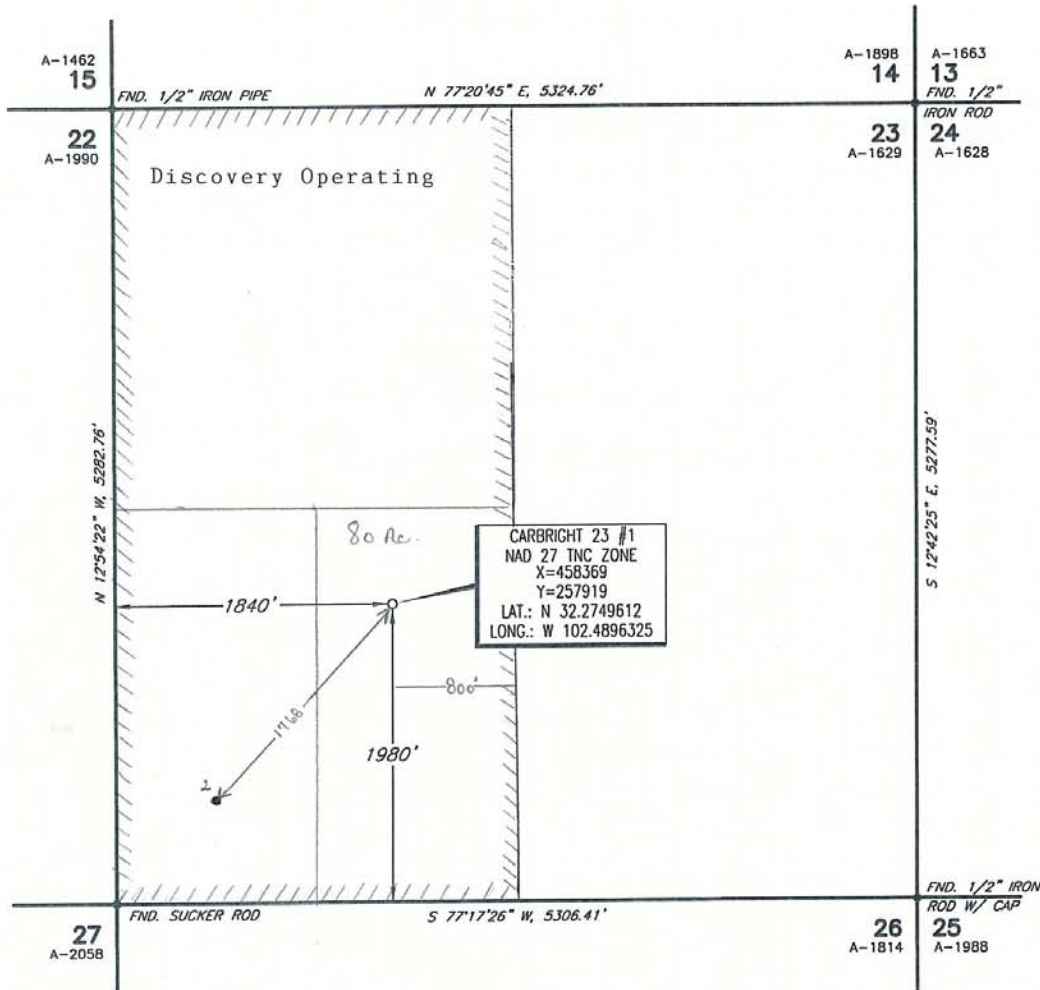 A-1462
15
A-1898
14
A-1663
13
FND. 1/2" IRON PIPE
N 77°20'45" E, 5324.76'
FND. 1/2"
IRON ROD
22
A-1990
23
A-1629
24
A-1628
Discovery Operating
N 12°54'22" W, 5282.76'
S 12°42'25" E, 5277.59'
80 Ac.
CARBRIGHT 23 #1
NAD 27 TNC ZONE
X=458369
Y=257919
LAT.: N 32.2749612
LONG.: W 102.4896325
1840'
800'
1768
1980'
2
FND. SUCKER ROD
S 77°17'26" W, 5306.41'
FND. 1/2" IRON
ROD W/ CAP
27
A-2058
26
A-1814
25
A-1988